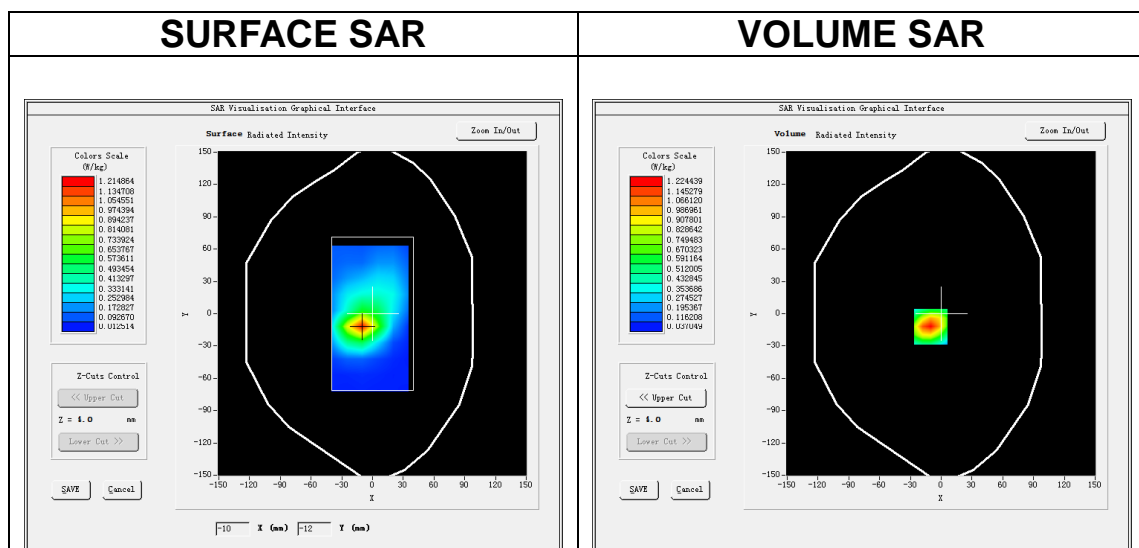 SURFACE SAR
VOLUME SAR
SAR Visualisation Graphical Interface
Surface Radiated Intensity
Zoom In/Out
Colors Scale
(W/kg)
1.214864
1.134708
1.054551
0.974394
0.894237
0.814081
0.733924
0.653767
0.573611
0.493454
0.413297
0.333141
0.252984
0.172827
0.092670
0.012514
150
120
90
60
30
0
-30
-60
-90
-120
-150
Y
-150 -120 -90 -60 -30 0 30 60 90 120 150
X
Z-Cuts Control
<< Upper Cut
Z = 4.0 mm
Lower Cut >>
SAVE Cancel
-10 X (mm) -12 Y (mm)
SAR Visualisation Graphical Interface
Volume Radiated Intensity
Zoom In/Out
Colors Scale
(W/kg)
1.224439
1.145279
1.066120
0.986961
0.907801
0.828642
0.749483
0.670323
0.591164
0.512005
0.432845
0.353686
0.274527
0.195367
0.116208
0.037049
150
120
90
60
30
0
-30
-60
-90
-120
-150
Y
-150 -120 -90 -60 -30 0 30 60 90 120 150
X
Z-Cuts Control
<< Upper Cut
Z = 4.0 mm
Lower Cut >>
SAVE Cancel